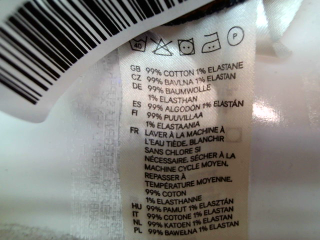 GB 99% COTTON 1% ELASTANE
CZ 99% BAVLNA 1% ELASTAN
DE 99% BAUMWOLLE
1% ELASTHAN
ES 99% ALGODÓN 1% ELASTÁN
FI 99% PUUVILLAA
1% ELASTAANIA
FR LAVER À LA MACHINE À
L'EAU TIÈDE, BLANCHIR
SANS CHLORE SI
NÉCESSAIRE, SÉCHER À LA
MACHINE CYCLE MOYEN,
REPASSER À
TEMPÉRATURE MOYENNE,
99% COTON
1% ELASTHANNE
HU 99% PAMUT 1% ELASZTÁN
IT 99% COTONE 1% ELASTAN
NL 99% KATOEN 1% ELASTAN
PL 99% BAWEŁNA 1% ELASTAN